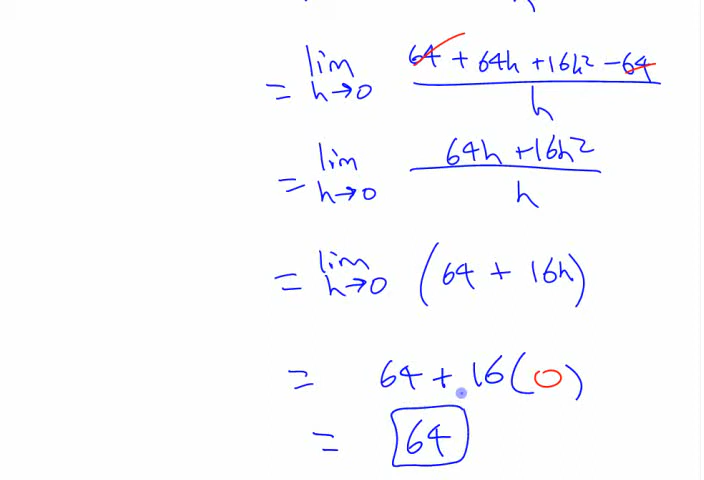 = lim h→0 (64 + 64h + 16h² - 64)/h
= lim h→0 (64h + 16h²)/h
= lim h→0 (64 + 16h)
= 64 + 16(0)
= 64